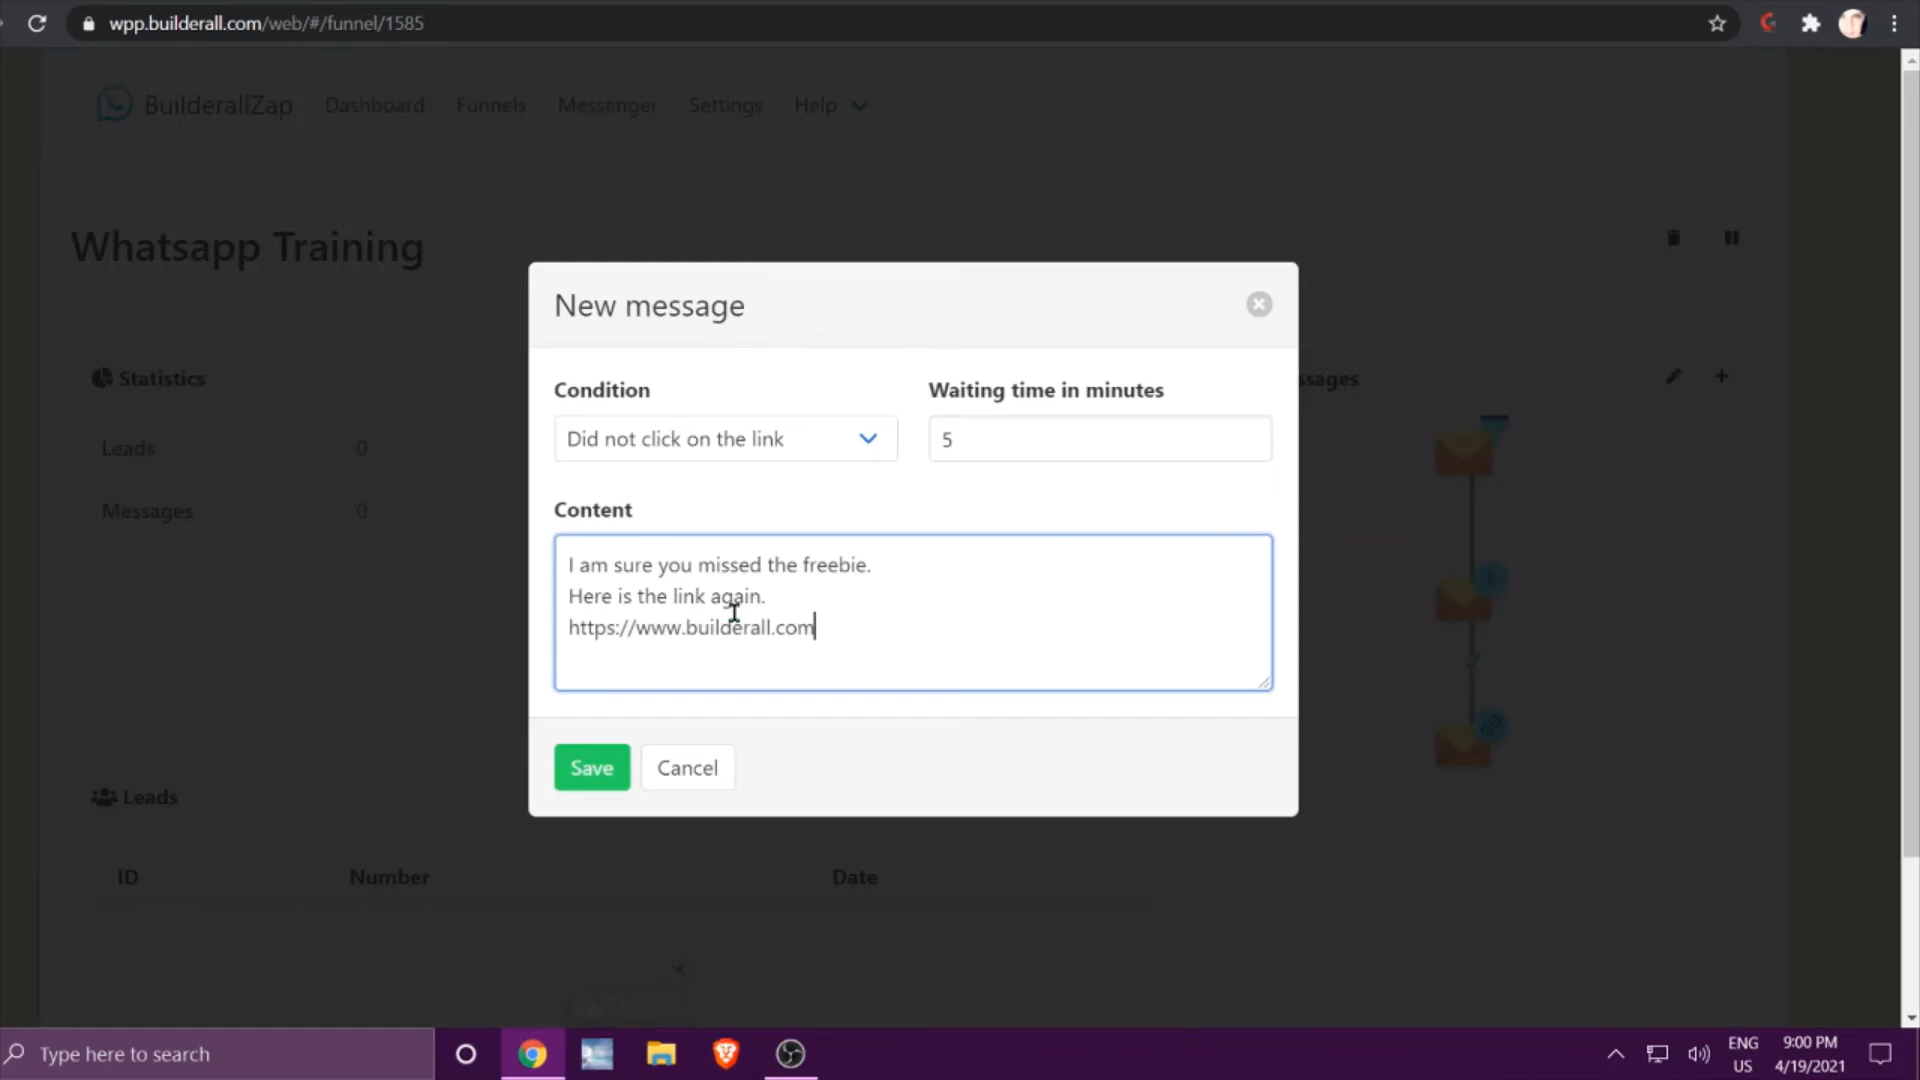 wpp.builderall.com/web/#/funnel/1585
BuilderallZap Dashboard Funnels Messenger Settings Help
Whatsapp Training
New message
Statistics
Condition Waiting time in minutes
Did not click on the link 5
ssages
Leads 0
Messages 0
Content
I am sure you missed the freebie.
Here is the link again.
https://www.builderall.com
Save Cancel
Leads
ID Number Date
Type here to search
ENG
US
9:00 PM
4/19/2021